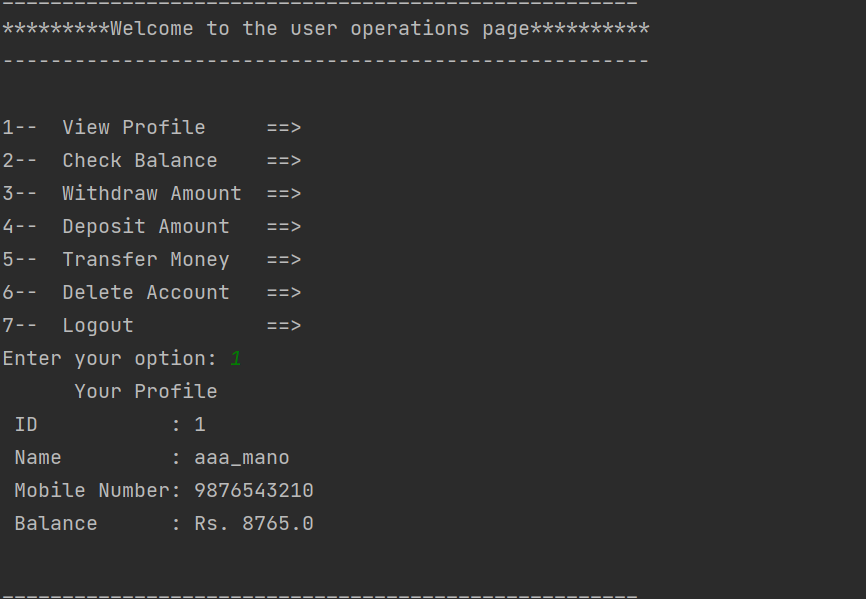 -----------------------------------------------------
*********Welcome to the user operations page**********
------------------------------------------------------
1--  View Profile     ==>
2--  Check Balance    ==>
3--  Withdraw Amount  ==>
4--  Deposit Amount   ==>
5--  Transfer Money   ==>
6--  Delete Account   ==>
7--  Logout           ==>
Enter your option: 1
      Your Profile
 ID           : 1
 Name         : aaa_mano
 Mobile Number: 9876543210
 Balance      : Rs. 8765.0
-----------------------------------------------------